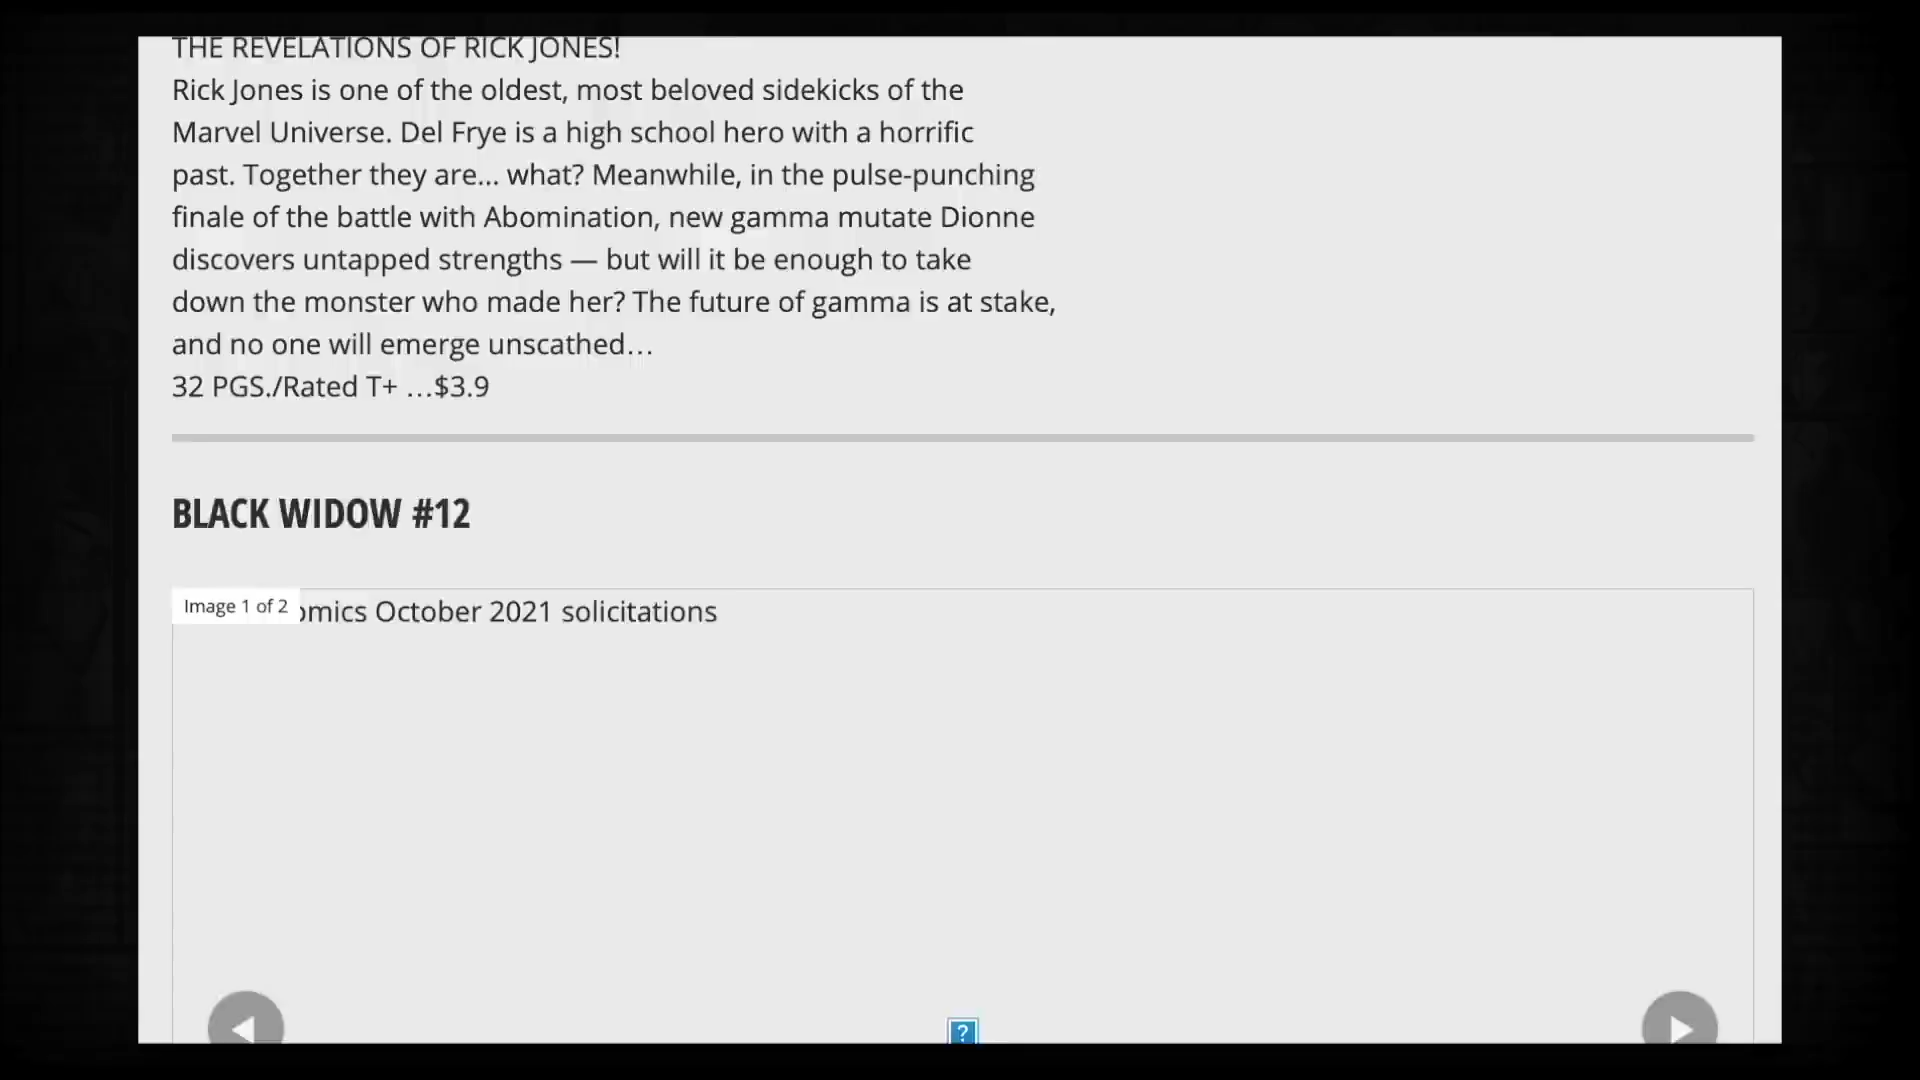 THE REVELATIONS OF RICK JONES!
Rick Jones is one of the oldest, most beloved sidekicks of the
Marvel Universe. Del Frye is a high school hero with a horrific
past. Together they are... what? Meanwhile, in the pulse-punching
finale of the battle with Abomination, new gamma mutate Dionne
discovers untapped strengths — but will it be enough to take
down the monster who made her? The future of gamma is at stake,
and no one will emerge unscathed…
32 PGS./Rated T+ …$3.9
BLACK WIDOW #12
Image 1 of 2 omics October 2021 solicitations
?